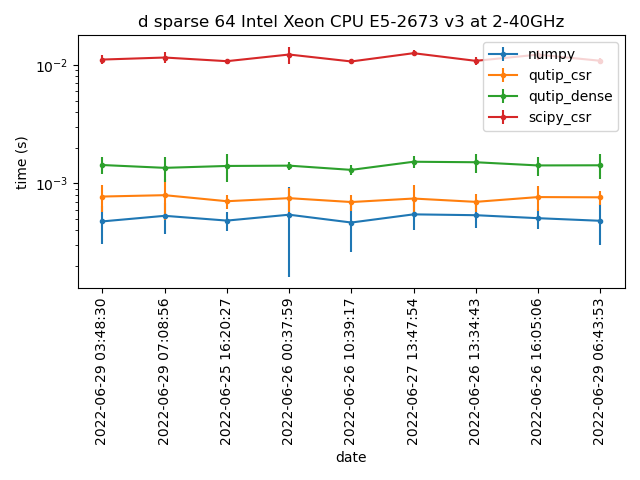 d sparse 64 Intel Xeon CPU E5-2673 v3 at 2-40GHz
time (s)
10⁻²
10⁻³
numpy
qutip_csr
qutip_dense
scipy_csr
2022-06-29 03:48:30
2022-06-29 07:08:56
2022-06-25 16:20:27
2022-06-26 00:37:59
2022-06-26 10:39:17
2022-06-27 13:47:54
2022-06-26 13:34:43
2022-06-26 16:05:06
2022-06-29 06:43:53
date